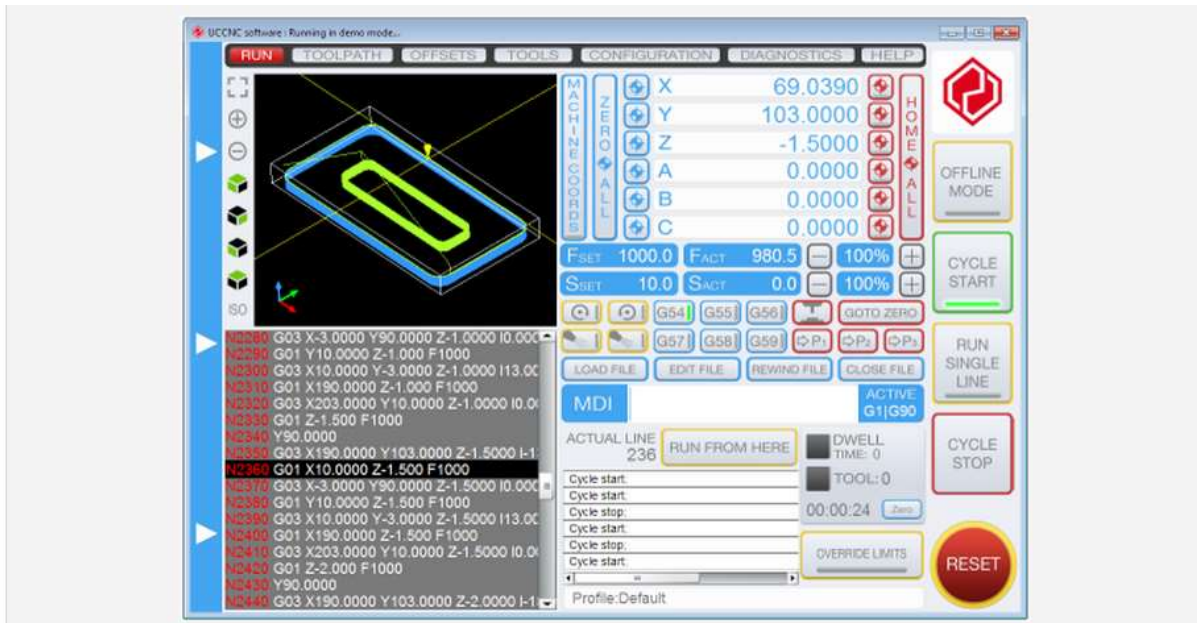 UCCNC software : Running in demo mode...
RUN TOOLPATH OFFSETS TOOLS CONFIGURATION DIAGNOSTICS HELP
MACHINE COORDS
ZERO ALL
HOME ALL
X 69.0390
Y 103.0000
Z -1.5000
A 0.0000
B 0.0000
C 0.0000
FSET 1000.0 FACT 980.5 100%
SSET 10.0 SACT 0.0 100%
G54 G55 G56 GOTO ZERO
G57 G58 G59 P1 P2 P3
LOAD FILE EDIT FILE REWIND FILE CLOSE FILE
MDI ACTIVE
G1|G90
ACTUAL LINE
236
RUN FROM HERE
DWELL
TIME: 0
TOOL: 0
00:00:24 Zero
OVERRIDE LIMITS
Cycle start.
Cycle start.
Cycle stop;
Cycle start.
Cycle stop;
Cycle start.
Profile:Default
ISO
N2280 G03 X-3.0000 Y90.0000 Z-1.0000 I0.000
N2290 G01 Y10.0000 Z-1.000 F1000
N2300 G03 X10.0000 Y-3.0000 Z-1.0000 I13.00
N2310 G01 X190.0000 Z-1.000 F1000
N2320 G03 X203.0000 Y10.0000 Z-1.0000 I0.00
N2330 G01 Z-1.500 F1000
N2340 Y90.0000
N2350 G03 X190.0000 Y103.0000 Z-1.5000 I-1
N2360 G01 X10.0000 Z-1.500 F1000
N2370 G03 X-3.0000 Y90.0000 Z-1.5000 I0.000
N2380 G01 Y10.0000 Z-1.500 F1000
N2390 G03 X10.0000 Y-3.0000 Z-1.5000 I13.00
N2400 G01 X190.0000 Z-1.500 F1000
N2410 G03 X203.0000 Y10.0000 Z-1.5000 I0.00
N2420 G01 Z-2.000 F1000
N2430 Y90.0000
N2440 G03 X190.0000 Y103.0000 Z-2.0000 I-1
OFFLINE
MODE
CYCLE
START
RUN
SINGLE
LINE
CYCLE
STOP
RESET